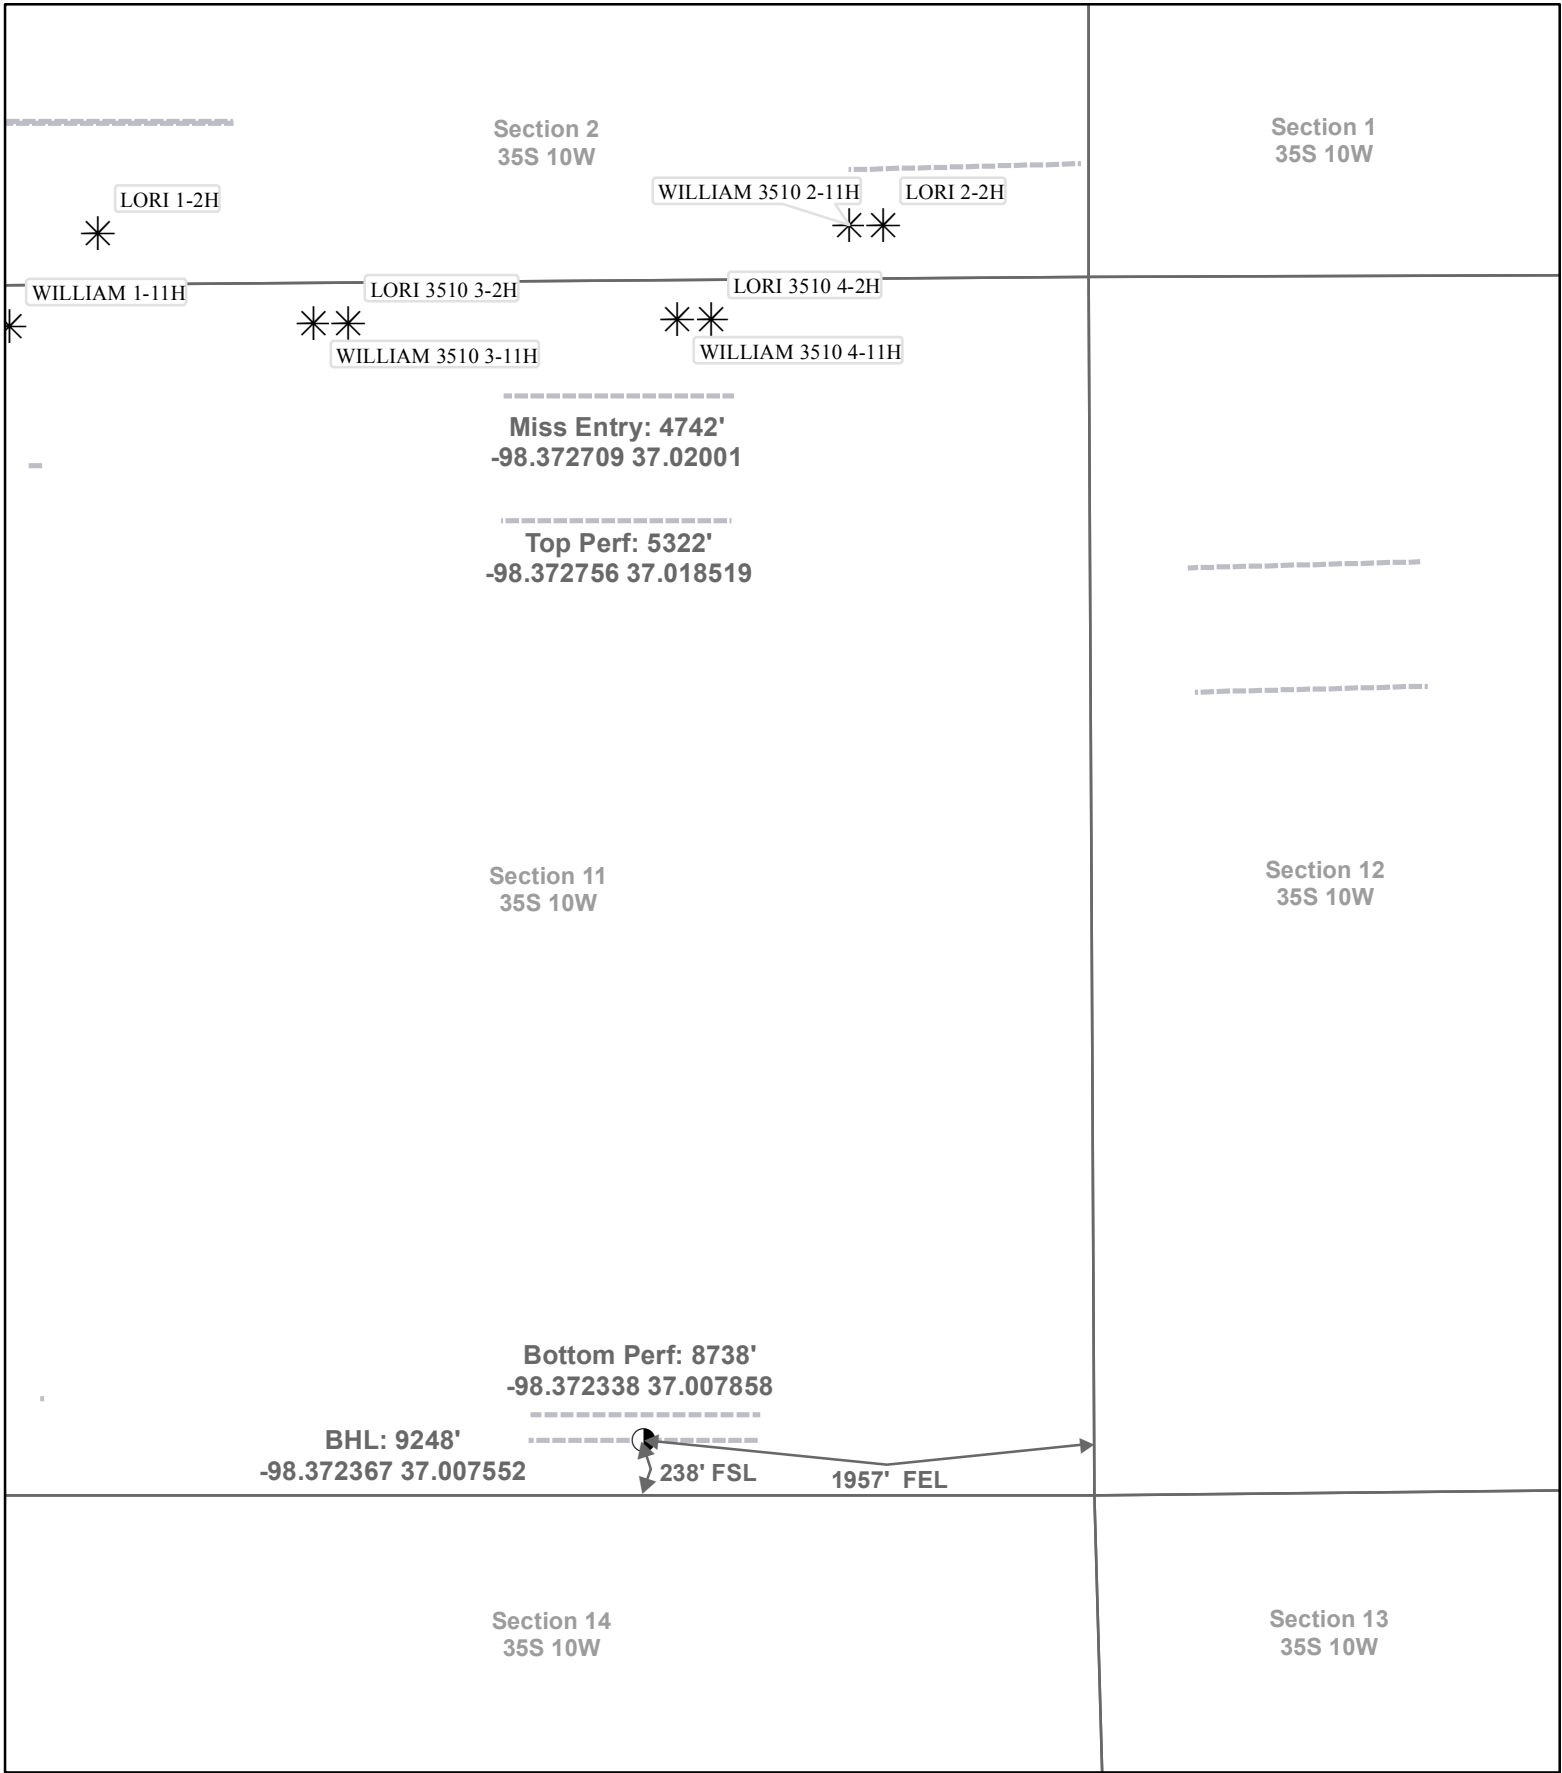 Section 2
35S 10W
Section 1
35S 10W
LORI 1-2H
WILLIAM 3510 2-11H
LORI 2-2H
WILLIAM 1-11H
LORI 3510 3-2H
LORI 3510 4-2H
WILLIAM 3510 3-11H
WILLIAM 3510 4-11H
Miss Entry: 4742'
-98.372709 37.02001
Top Perf: 5322'
-98.372756 37.018519
Section 11
35S 10W
Section 12
35S 10W
Bottom Perf: 8738'
-98.372338 37.007858
BHL: 9248'
-98.372367 37.007552
238' FSL
1957' FEL
Section 14
35S 10W
Section 13
35S 10W